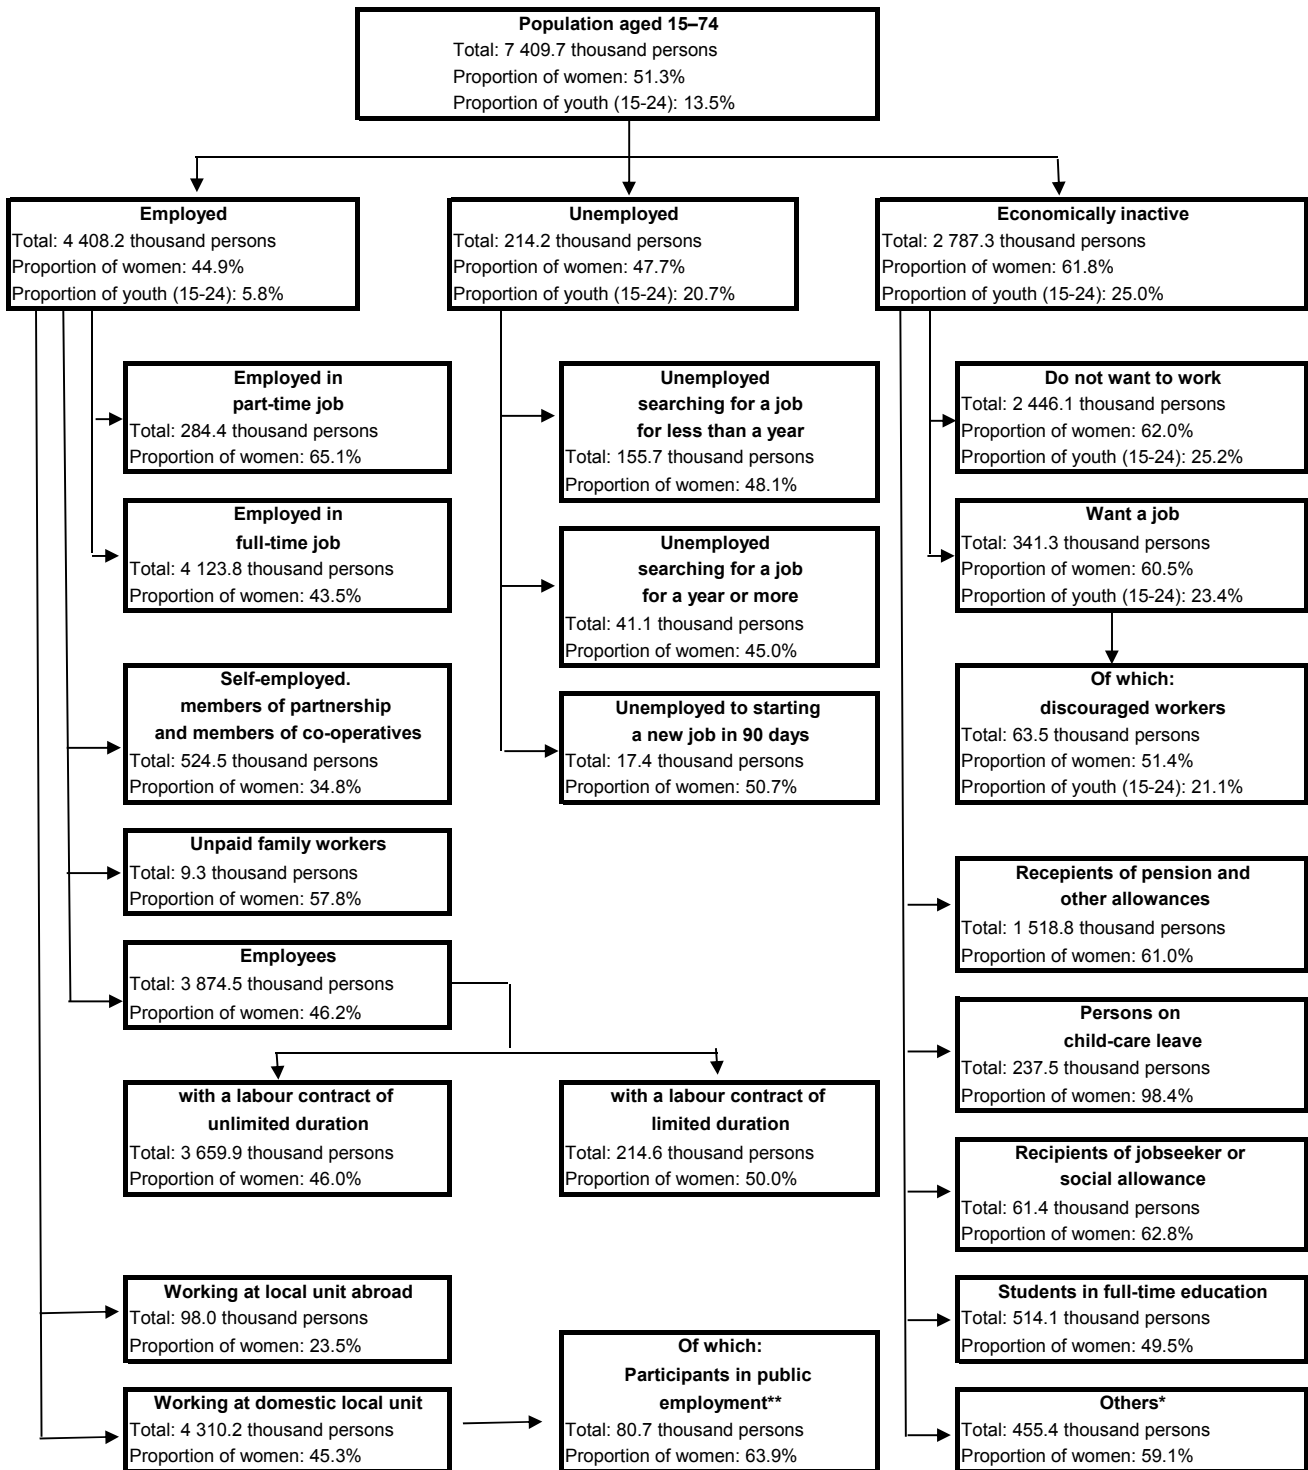 Population aged 15–74
Total: 7 409.7 thousand persons
Proportion of women: 51.3%
Proportion of youth (15-24): 13.5%
Employed
Total: 4 408.2 thousand persons
Proportion of women: 44.9%
Proportion of youth (15-24): 5.8%
Unemployed
Total: 214.2 thousand persons
Proportion of women: 47.7%
Proportion of youth (15-24): 20.7%
Economically inactive
Total: 2 787.3 thousand persons
Proportion of women: 61.8%
Proportion of youth (15-24): 25.0%
Employed in
part-time job
Total: 284.4 thousand persons
Proportion of women: 65.1%
Employed in
full-time job
Total: 4 123.8 thousand persons
Proportion of women: 43.5%
Self-employed.
members of partnership
and members of co-operatives
Total: 524.5 thousand persons
Proportion of women: 34.8%
Unpaid family workers
Total: 9.3 thousand persons
Proportion of women: 57.8%
Employees
Total: 3 874.5 thousand persons
Proportion of women: 46.2%
with a labour contract of
unlimited duration
Total: 3 659.9 thousand persons
Proportion of women: 46.0%
with a labour contract of
limited duration
Total: 214.6 thousand persons
Proportion of women: 50.0%
Working at local unit abroad
Total: 98.0 thousand persons
Proportion of women: 23.5%
Working at domestic local unit
Total: 4 310.2 thousand persons
Proportion of women: 45.3%
Of which:
Participants in public
employment**
Total: 80.7 thousand persons
Proportion of women: 63.9%
Unemployed
searching for a job
for less than a year
Total: 155.7 thousand persons
Proportion of women: 48.1%
Unemployed
searching for a job
for a year or more
Total: 41.1 thousand persons
Proportion of women: 45.0%
Unemployed to starting
a new job in 90 days
Total: 17.4 thousand persons
Proportion of women: 50.7%
Do not want to work
Total: 2 446.1 thousand persons
Proportion of women: 62.0%
Proportion of youth (15-24): 25.2%
Want a job
Total: 341.3 thousand persons
Proportion of women: 60.5%
Proportion of youth (15-24): 23.4%
Of which:
discouraged workers
Total: 63.5 thousand persons
Proportion of women: 51.4%
Proportion of youth (15-24): 21.1%
Recepients of pension and
other allowances
Total: 1 518.8 thousand persons
Proportion of women: 61.0%
Persons on
child-care leave
Total: 237.5 thousand persons
Proportion of women: 98.4%
Recipients of jobseeker or
social allowance
Total: 61.4 thousand persons
Proportion of women: 62.8%
Students in full-time education
Total: 514.1 thousand persons
Proportion of women: 49.5%
Others*
Total: 455.4 thousand persons
Proportion of women: 59.1%